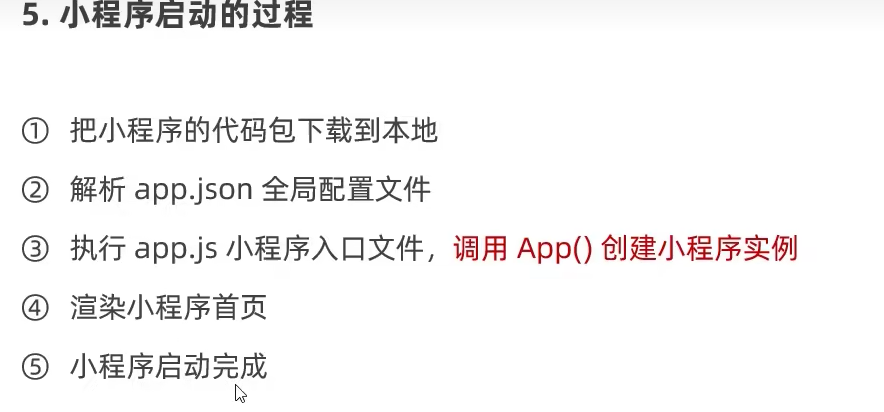 5. 小程序启动的过程
① 把小程序的代码包下载到本地
② 解析 app.json 全局配置文件
③ 执行 app.js 小程序入口文件，调用 App() 创建小程序实例
④ 渲染小程序首页
⑤ 小程序启动完成